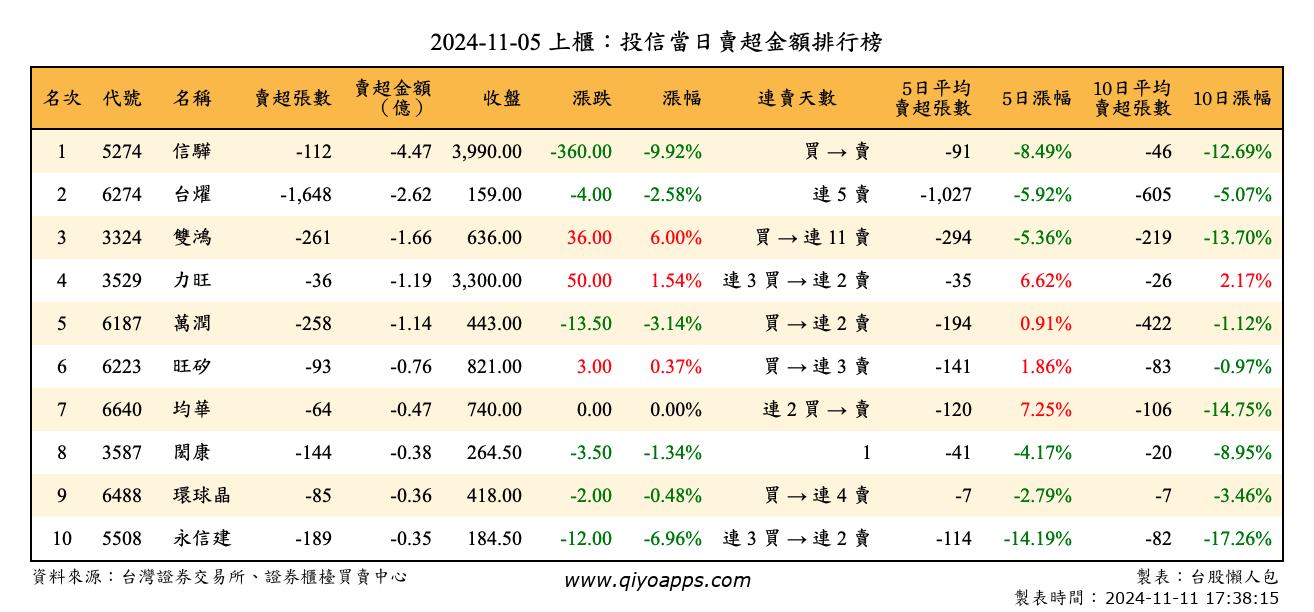 2024-11-05 上櫃：投信當日賣超金額排行榜
名次 代號 名稱 賣超張數 賣超金額（億） 收盤 漲跌 漲幅 連賣天數 5日平均賣超張數 5日漲幅 10日平均賣超張數 10日漲幅
1 5274 信驊 -112 -4.47 3,990.00 -360.00 -9.92% 買 → 賣 -91 -8.49% -46 -12.69%
2 6274 台燿 -1,648 -2.62 159.00 -4.00 -2.58% 連 5 賣 -1,027 -5.92% -605 -5.07%
3 3324 雙鴻 -261 -1.66 636.00 36.00 6.00% 買 → 連 11 賣 -294 -5.36% -219 -13.70%
4 3529 力旺 -36 -1.19 3,300.00 50.00 1.54% 連 3 買 → 連 2 賣 -35 6.62% -26 2.17%
5 6187 萬潤 -258 -1.14 443.00 -13.50 -3.14% 買 → 連 2 賣 -194 0.91% -422 -1.12%
6 6223 旺矽 -93 -0.76 821.00 3.00 0.37% 買 → 連 3 賣 -141 1.86% -83 -0.97%
7 6640 均華 -64 -0.47 740.00 0.00 0.00% 連 2 買 → 賣 -120 7.25% -106 -14.75%
8 3587 閎康 -144 -0.38 264.50 -3.50 -1.34% 1 -41 -4.17% -20 -8.95%
9 6488 環球晶 -85 -0.36 418.00 -2.00 -0.48% 買 → 連 4 賣 -7 -2.79% -7 -3.46%
10 5508 永信建 -189 -0.35 184.50 -12.00 -6.96% 連 3 買 → 連 2 賣 -114 -14.19% -82 -17.26%
資料來源：台灣證券交易所、證券櫃檯買賣中心 www.qiyoapps.com 製表：台股懶人包
製表時間：2024-11-11 17:38:15